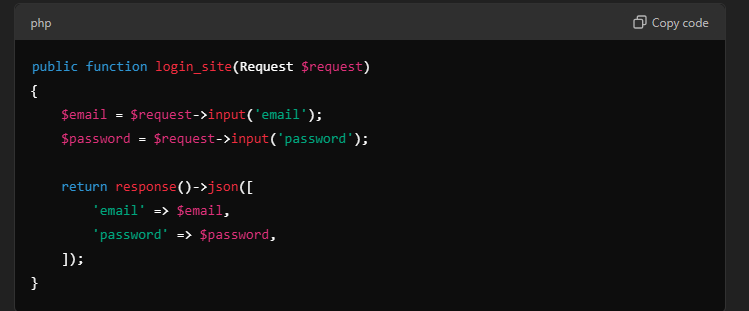 php
Copy code
public function login_site(Request $request)
{
    $email = $request->input('email');
    $password = $request->input('password');

    return response()->json([
        'email' => $email,
        'password' => $password,
    ]);
}